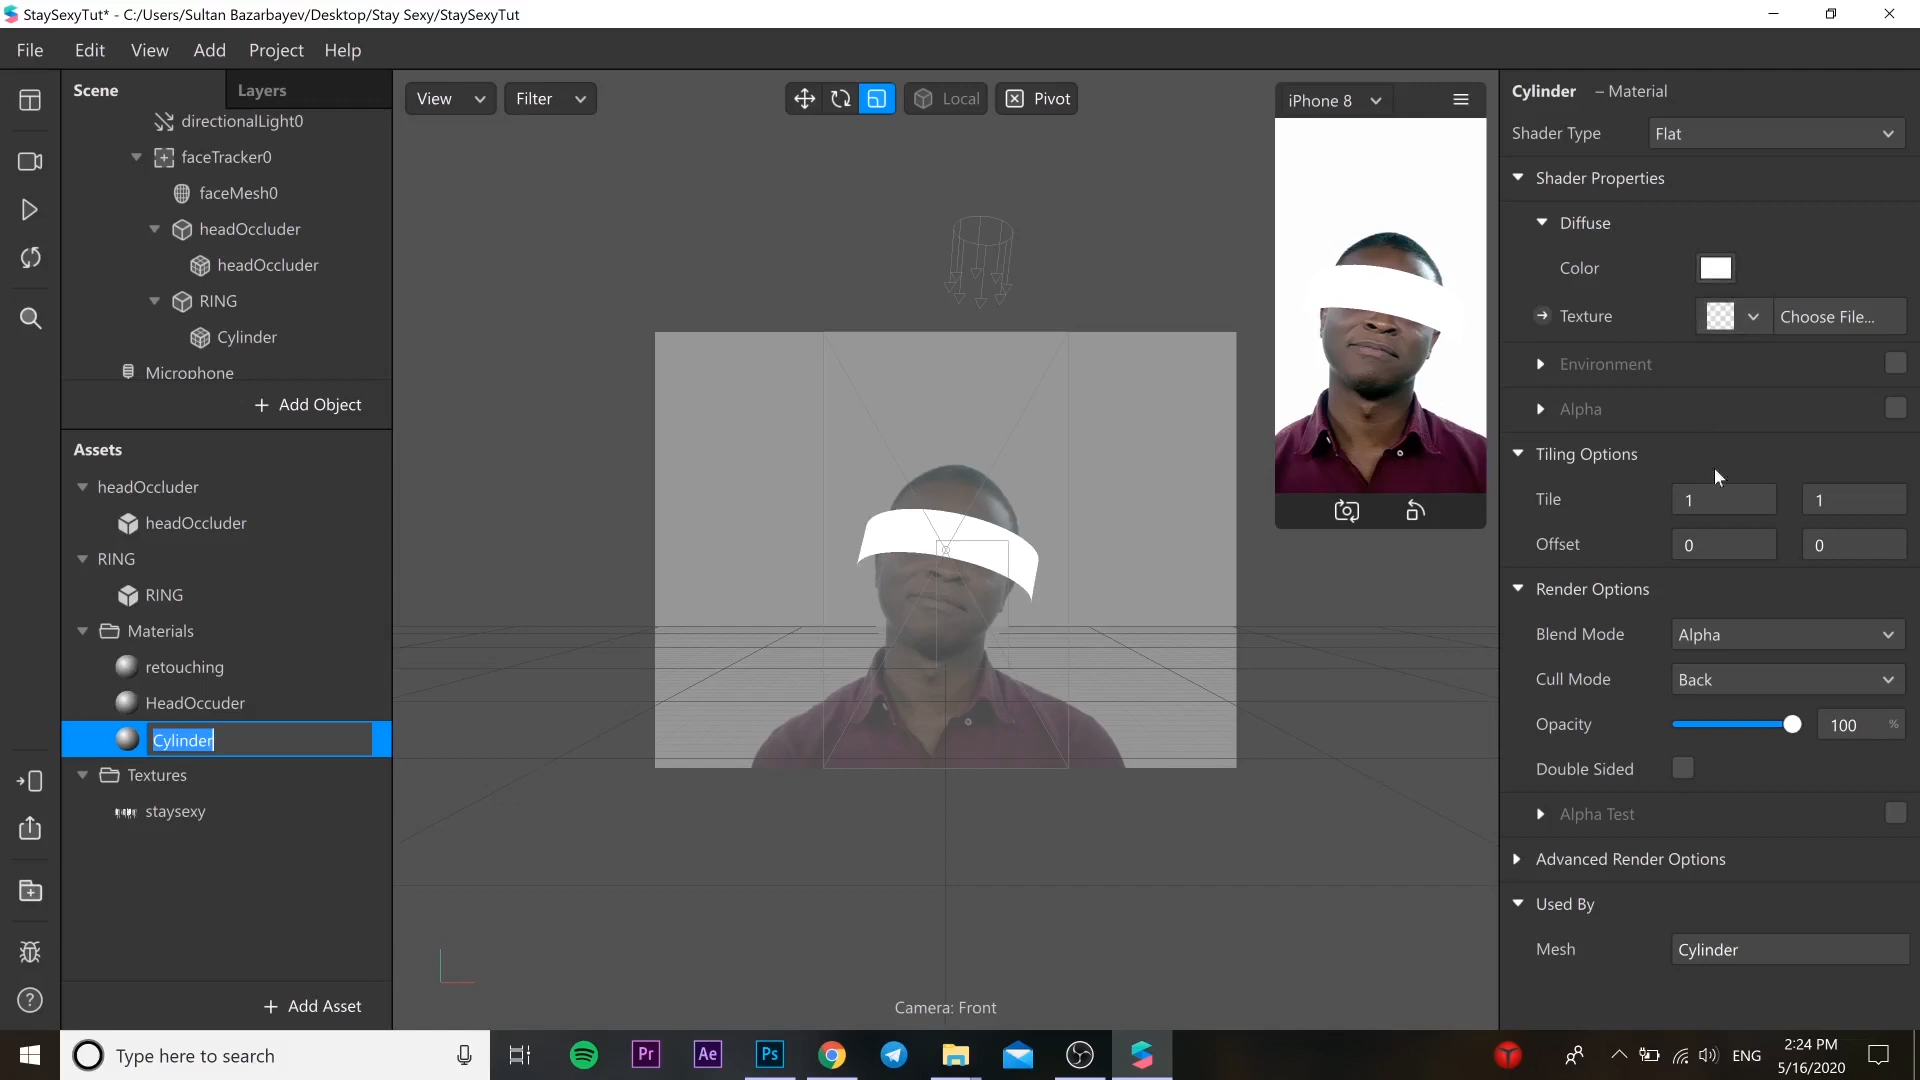 StaySexyTut* - C:/Users/Sultan Bazarbayev/Desktop/Stay Sexy/StaySexyTut
File Edit View Add Project Help
Scene Layers
directionalLight0
faceTracker0
faceMesh0
headOccluder
headOccluder
RING
Cylinder
Microphone
+ Add Object
Assets
headOccluder
headOccluder
RING
RING
Materials
retouching
HeadOccuder
Cylinder
Textures
staysexy
+ Add Asset
View Filter Local Pivot
iPhone 8
Camera: Front
Cylinder – Material
Shader Type Flat
Shader Properties
Diffuse
Color
Texture Choose File...
Environment
Alpha
Tiling Options
Tile 1 1
Offset 0 0
Render Options
Blend Mode Alpha
Cull Mode Back
Opacity 100 %
Double Sided
Alpha Test
Advanced Render Options
Used By
Mesh Cylinder
Type here to search
Pr Ae Ps
ENG
2:24 PM
5/16/2020